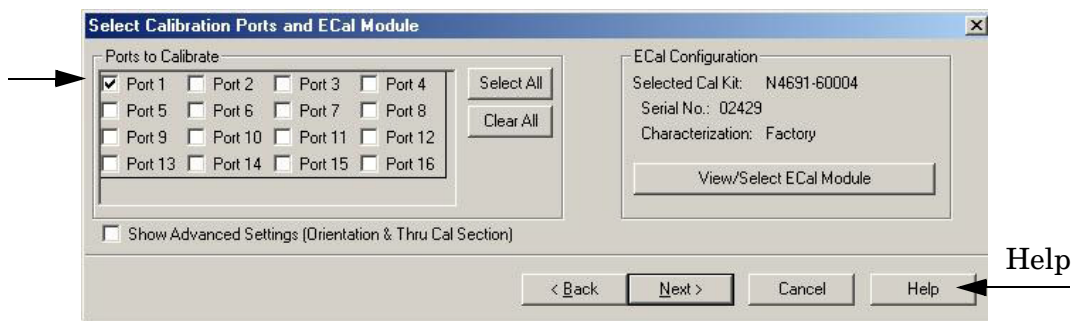 Select Calibration Ports and ECal Module
Ports to Calibrate
Port 1 Port 2 Port 3 Port 4
Port 5 Port 6 Port 7 Port 8
Port 9 Port 10 Port 11 Port 12
Port 13 Port 14 Port 15 Port 16
Select All
Clear All
Show Advanced Settings (Orientation & Thru Cal Section)
ECal Configuration
Selected Cal Kit: N4691-60004
Serial No.: 02429
Characterization: Factory
View/Select ECal Module
< Back Next > Cancel Help
Help